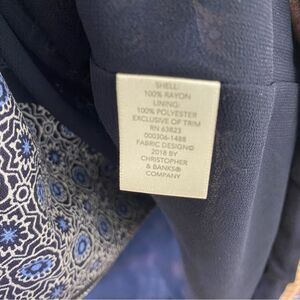 SHELL:
100% RAYON
LINING:
100% POLYESTER
EXCLUSIVE OF TRIM
RN 63823
000306-1488
FABRIC DESIGN©
2018 BY
CHRISTOPHER
& BANKS®
COMPANY